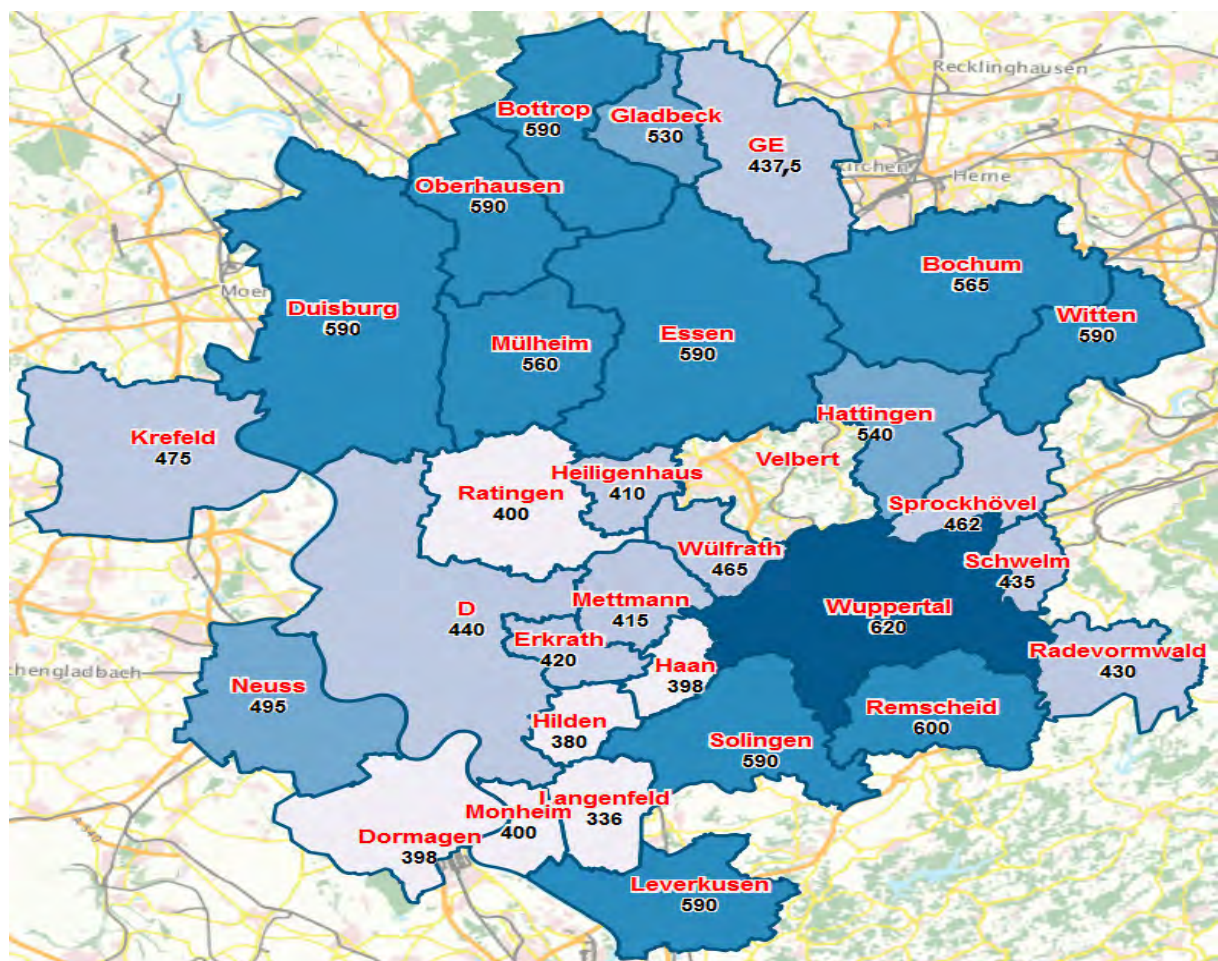 Recklinghausen
Bottrop
590
Gladbeck
530
GE
437,5
kirchen
Herne
Oberhausen
590
Bochum
565
Moer
Duisburg
590
Witten
590
Essen
590
Mülheim
560
Hattingen
540
Krefeld
475
Velbert
Heiligenhaus
410
Ratingen
400
Sprockhövel
462
Wülfrath
465
Schwelm
435
Mettmann
415
D
440
Wuppertal
620
Erkrath
420
Radevormwald
430
Haan
398
chengladbach
Neuss
495
Remscheid
600
Hilden
380
Solingen
590
Langenfeld
336
Monheim
400
Dormagen
398
A 540
Leverkusen
590